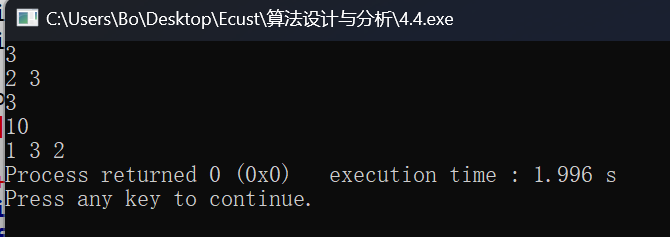 C:\Users\Bo\Desktop\Ecust\算法设计与分析\4.4.exe
3
2 3
3
10
1 3 2
Process returned 0 (0x0)   execution time : 1.996 s
Press any key to continue.